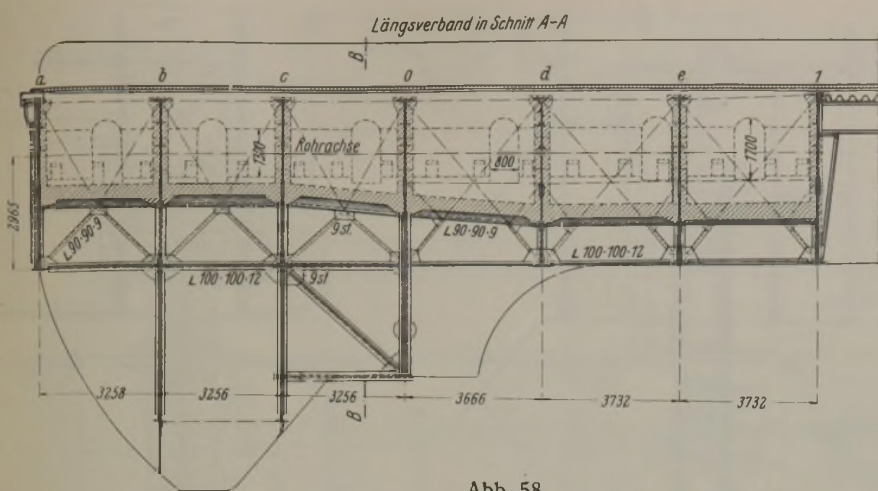 Längsverband in Schnitt A-A
B
a b c 0 d e 1
Rohrachse
1300
800
1700
2965
L 90·90·9
9 st.
L 90·90·9
L 100·100·12
L 100·100·12
9 st
3258 3256 3256 3666 3732 3732
B
Abb. 58